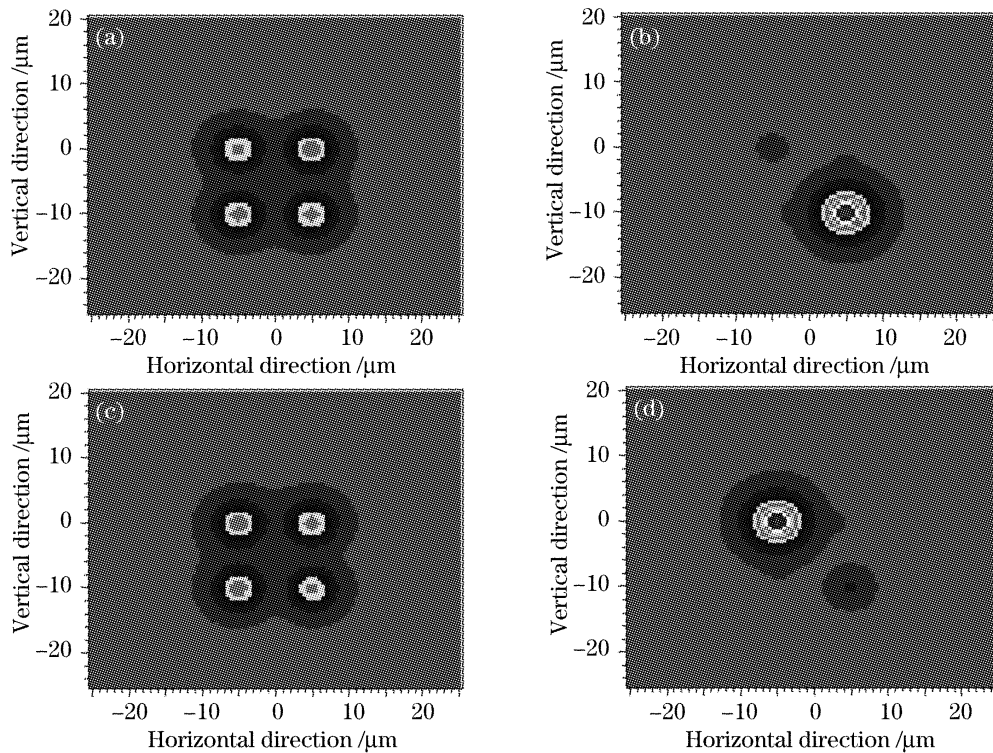 (a)
20
10
0
−10
−20
Vertical direction /μm
−20 −10 0 10 20
Horizontal direction /μm
(b)
20
10
0
−10
−20
Vertical direction /μm
−20 −10 0 10 20
Horizontal direction /μm
(c)
20
10
0
−10
−20
Vertical direction /μm
−20 −10 0 10 20
Horizontal direction /μm
(d)
20
10
0
−10
−20
Vertical direction /μm
−20 −10 0 10 20
Horizontal direction /μm